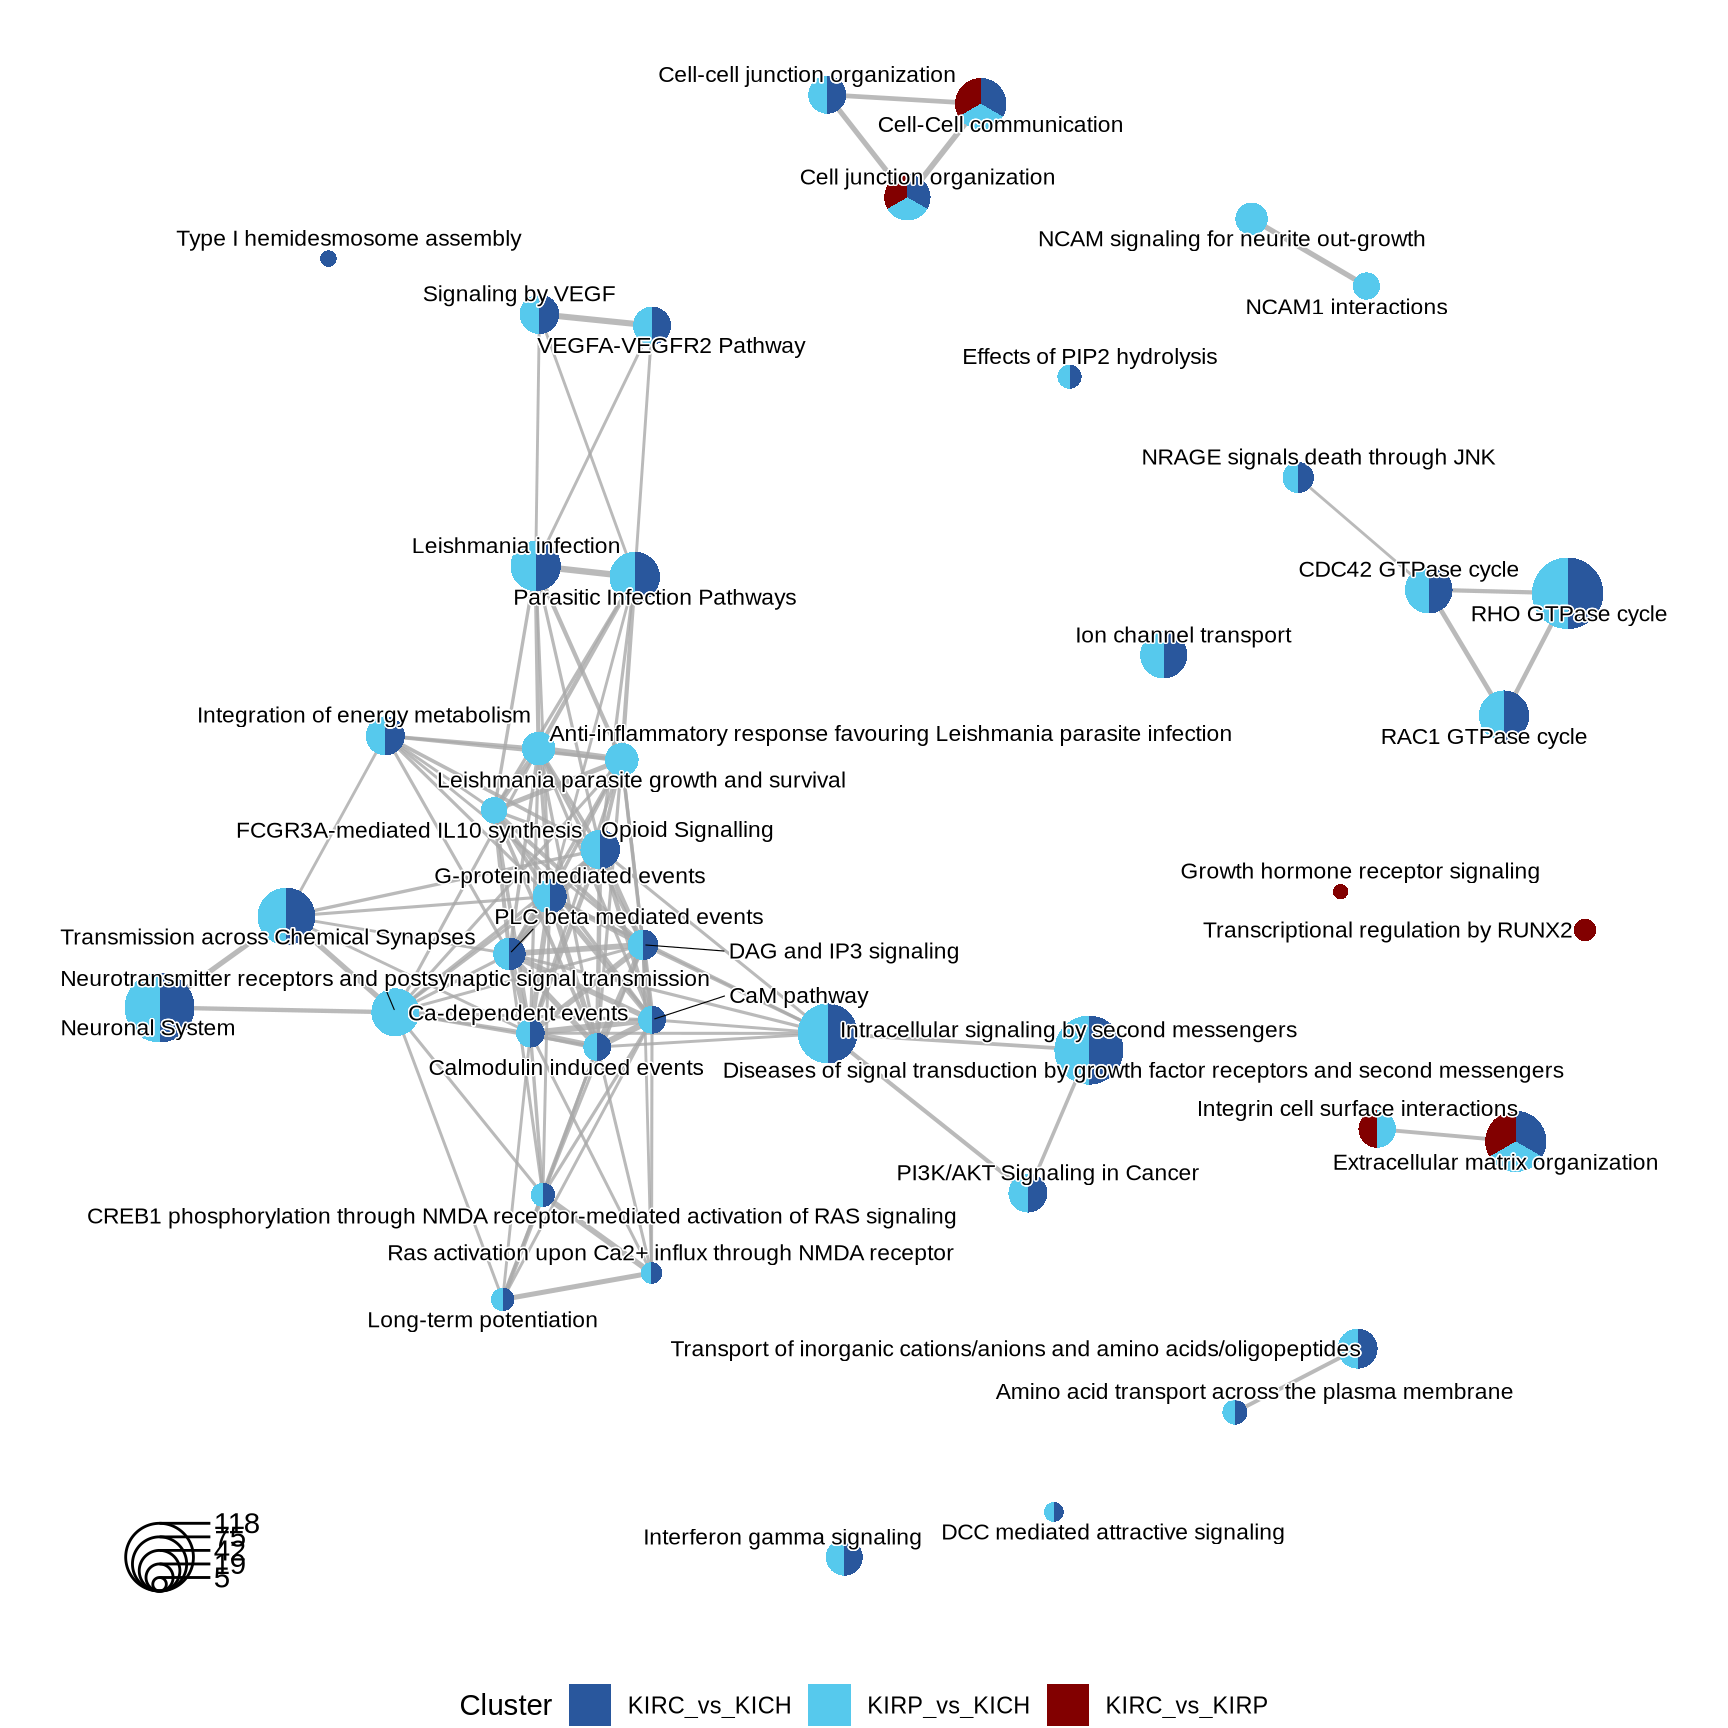 Cell-cell junction organization
Cell-Cell communication
Cell junction organization
Type I hemidesmosome assembly
NCAM signaling for neurite out-growth
Signaling by VEGF
NCAM1 interactions
VEGFA-VEGFR2 Pathway
Effects of PIP2 hydrolysis
NRAGE signals death through JNK
Leishmania infection
CDC42 GTPase cycle
Parasitic Infection Pathways
RHO GTPase cycle
Ion channel transport
Integration of energy metabolism
Anti-inflammatory response favouring Leishmania parasite infection
RAC1 GTPase cycle
Leishmania parasite growth and survival
FCGR3A-mediated IL10 synthesis
Opioid Signalling
G-protein mediated events
Growth hormone receptor signaling
PLC beta mediated events
Transcriptional regulation by RUNX2
Transmission across Chemical Synapses
DAG and IP3 signaling
Neurotransmitter receptors and postsynaptic signal transmission
CaM pathway
Ca-dependent events
Neuronal System
Intracellular signaling by second messengers
Calmodulin induced events
Diseases of signal transduction by growth factor receptors and second messengers
Integrin cell surface interactions
Extracellular matrix organization
PI3K/AKT Signaling in Cancer
CREB1 phosphorylation through NMDA receptor-mediated activation of RAS signaling
Ras activation upon Ca2+ influx through NMDA receptor
Long-term potentiation
Transport of inorganic cations/anions and amino acids/oligopeptides
Amino acid transport across the plasma membrane
DCC mediated attractive signaling
Interferon gamma signaling
118
75
42
19
5
Cluster KIRC_vs_KICH KIRP_vs_KICH KIRC_vs_KIRP